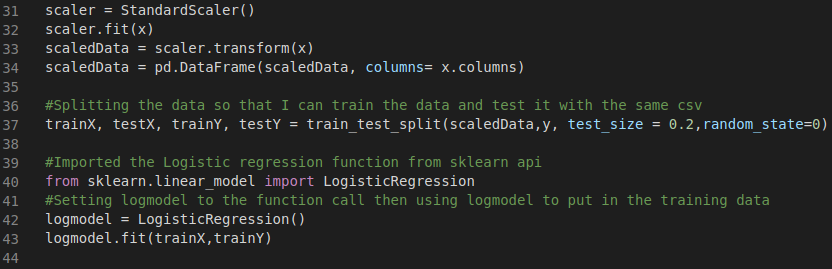 31 scaler = StandardScaler()
32 scaler.fit(x)
33 scaledData = scaler.transform(x)
34 scaledData = pd.DataFrame(scaledData, columns= x.columns)
35
36 #Splitting the data so that I can train the data and test it with the same csv
37 trainX, testX, trainY, testY = train_test_split(scaledData,y, test_size = 0.2,random_state=0)
38
39 #Imported the Logistic regression function from sklearn api
40 from sklearn.linear_model import LogisticRegression
41 #Setting logmodel to the function call then using logmodel to put in the training data
42 logmodel = LogisticRegression()
43 logmodel.fit(trainX,trainY)
44